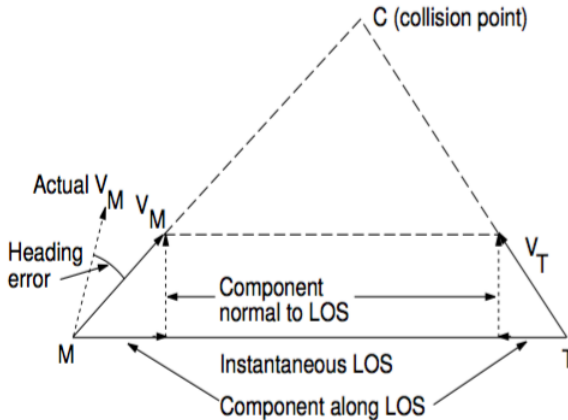 C (collision point)
Actual V
M
V
M
Heading
error
V
T
Component
normal to LOS
M
Instantaneous LOS
T
Component along LOS